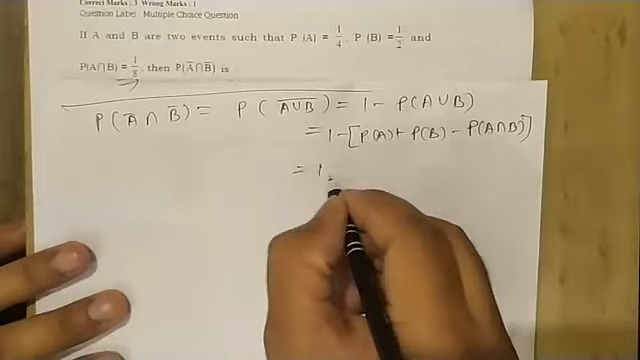 Correct Marks : 3 Wrong Marks : 1
Question Label : Multiple Choice Question
If A and B are two events such that P (A) = 1/4, P (B) = 1/2 and
P(A∩B) = 1/8, then P(A̅∩B̅) is
P(A̅ ∩ B̅) = P(A̅∪̅B̅) = 1 - P(A∪B)
= 1 - [P(A) + P(B) - P(A∩B)]
= 1 -